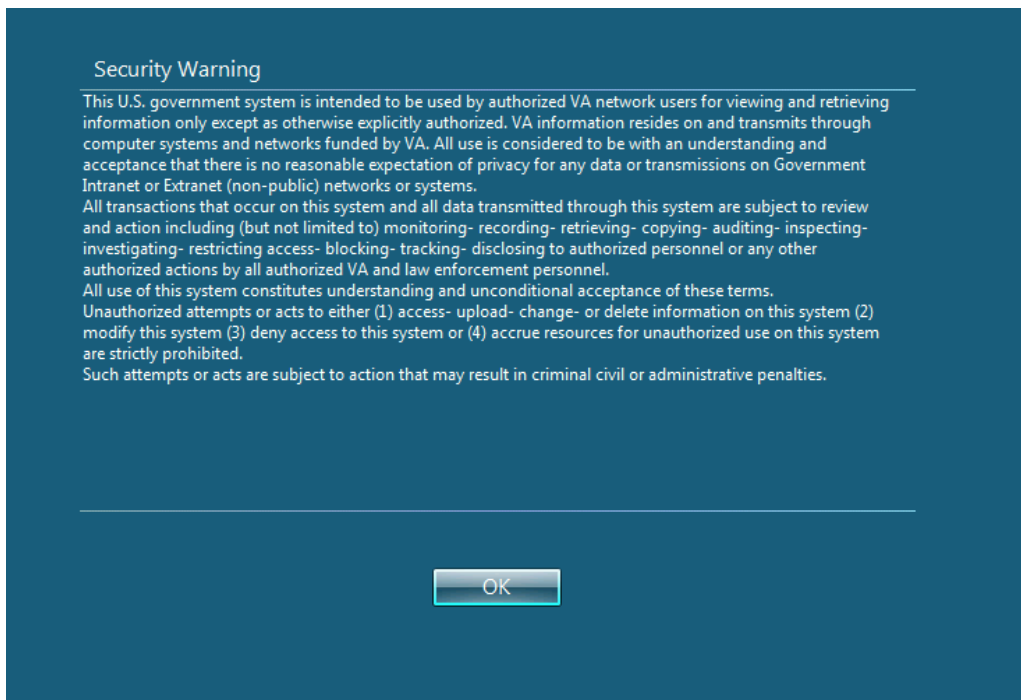 Security Warning
This U.S. government system is intended to be used by authorized VA network users for viewing and retrieving
information only except as otherwise explicitly authorized. VA information resides on and transmits through
computer systems and networks funded by VA. All use is considered to be with an understanding and
acceptance that there is no reasonable expectation of privacy for any data or transmissions on Government
Intranet or Extranet (non-public) networks or systems.
All transactions that occur on this system and all data transmitted through this system are subject to review
and action including (but not limited to) monitoring- recording- retrieving- copying- auditing- inspecting-
investigating- restricting access- blocking- tracking- disclosing to authorized personnel or any other
authorized actions by all authorized VA and law enforcement personnel.
All use of this system constitutes understanding and unconditional acceptance of these terms.
Unauthorized attempts or acts to either (1) access- upload- change- or delete information on this system (2)
modify this system (3) deny access to this system or (4) accrue resources for unauthorized use on this system
are strictly prohibited.
Such attempts or acts are subject to action that may result in criminal civil or administrative penalties.
OK